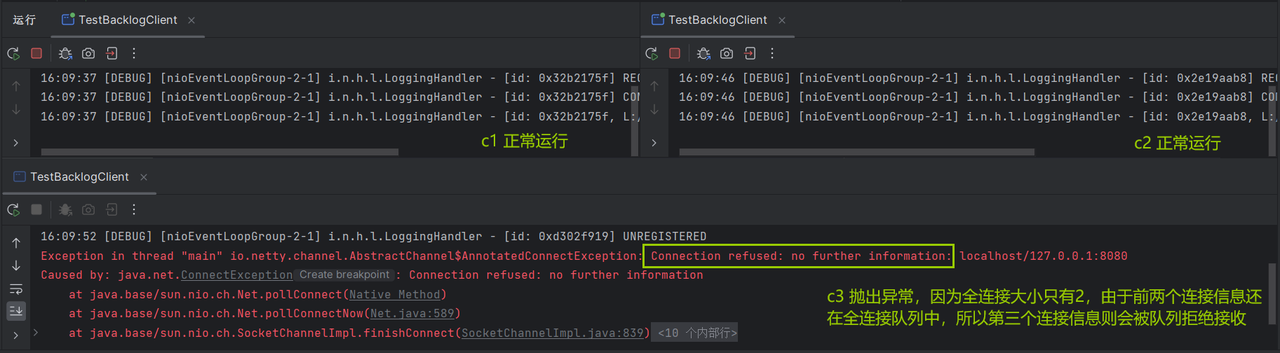 运行
TestBacklogClient
TestBacklogClient
16:09:37 [DEBUG] [nioEventLoopGroup-2-1] i.n.h.l.LoggingHandler - [id: 0x32b2175f] REG
16:09:37 [DEBUG] [nioEventLoopGroup-2-1] i.n.h.l.LoggingHandler - [id: 0x32b2175f] CON
16:09:37 [DEBUG] [nioEventLoopGroup-2-1] i.n.h.l.LoggingHandler - [id: 0x32b2175f, L:/
c1 正常运行
16:09:46 [DEBUG] [nioEventLoopGroup-2-1] i.n.h.l.LoggingHandler - [id: 0x2e19aab8] REG
16:09:46 [DEBUG] [nioEventLoopGroup-2-1] i.n.h.l.LoggingHandler - [id: 0x2e19aab8] CON
16:09:46 [DEBUG] [nioEventLoopGroup-2-1] i.n.h.l.LoggingHandler - [id: 0x2e19aab8, L:/
c2 正常运行
TestBacklogClient
16:09:52 [DEBUG] [nioEventLoopGroup-2-1] i.n.h.l.LoggingHandler - [id: 0xd302f919] UNREGISTERED
Exception in thread "main" io.netty.channel.AbstractChannel$AnnotatedConnectException: Connection refused: no further information: localhost/127.0.0.1:8080
Caused by: java.net.ConnectException Create breakpoint : Connection refused: no further information
at java.base/sun.nio.ch.Net.pollConnect(Native Method)
at java.base/sun.nio.ch.Net.pollConnectNow(Net.java:589)
at java.base/sun.nio.ch.SocketChannelImpl.finishConnect(SocketChannelImpl.java:839) <10 个内部行>
c3 抛出异常，因为全连接大小只有2，由于前两个连接信息还
在全连接队列中，所以第三个连接信息则会被队列拒绝接收